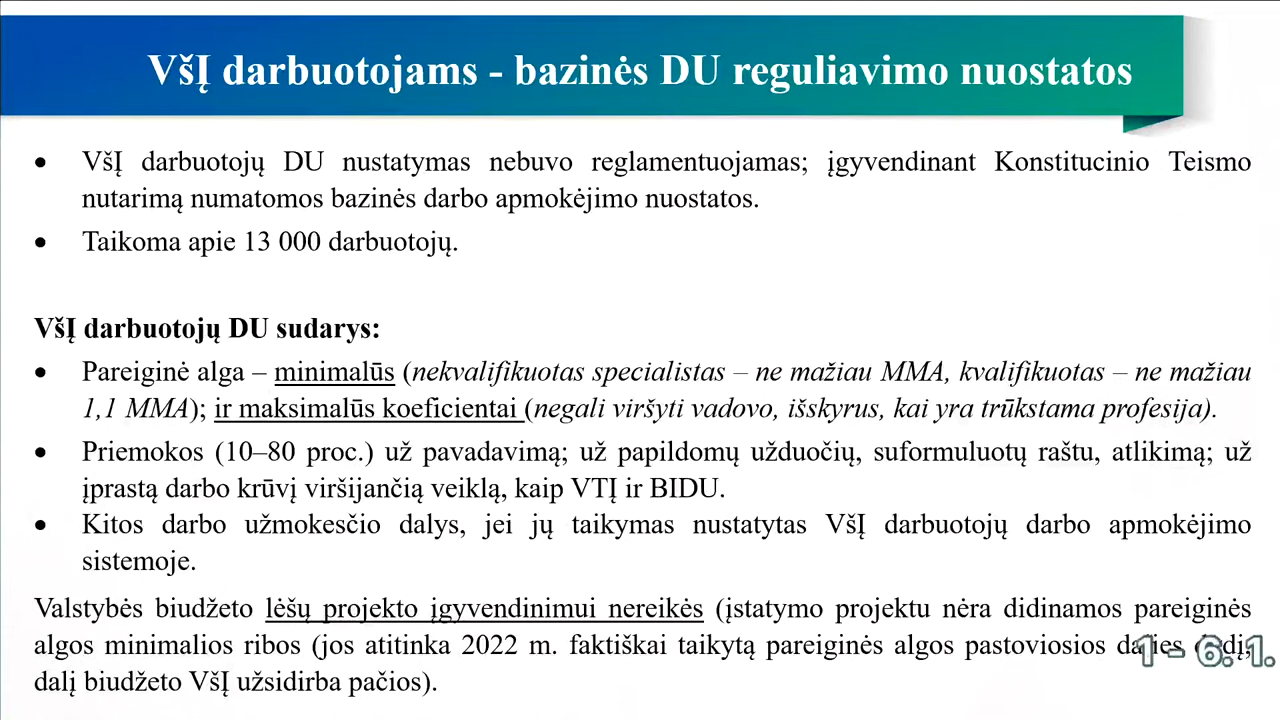 VšĮ darbuotojams - bazinės DU reguliavimo nuostatos
• VšĮ darbuotojų DU nustatymas nebuvo reglamentuojamas; įgyvendinant Konstitucinio Teismo
nutarimą numatomos bazinės darbo apmokėjimo nuostatos.
• Taikoma apie 13 000 darbuotojų.
VšĮ darbuotojų DU sudarys:
• Pareiginė alga – minimalūs (nekvalifikuotas specialistas – ne mažiau MMA, kvalifikuotas – ne mažiau
1,1 MMA); ir maksimalūs koeficientai (negali viršyti vadovo, išskyrus, kai yra trūkstama profesija).
• Priemokos (10–80 proc.) už pavadavimą; už papildomų užduočių, suformuluotų raštu, atlikimą; už
įprastą darbo krūvį viršijančią veiklą, kaip VTĮ ir BIDU.
• Kitos darbo užmokesčio dalys, jei jų taikymas nustatytas VšĮ darbuotojų darbo apmokėjimo
sistemoje.
Valstybės biudžeto lėšų projekto įgyvendinimui nereikės (įstatymo projektu nėra didinamos pareiginės
algos minimalios ribos (jos atitinka 2022 m. faktiškai taikytą pareiginės algos pastoviosios
dalį biudžeto VšĮ užsidirba pačios).
1 - 6.1.